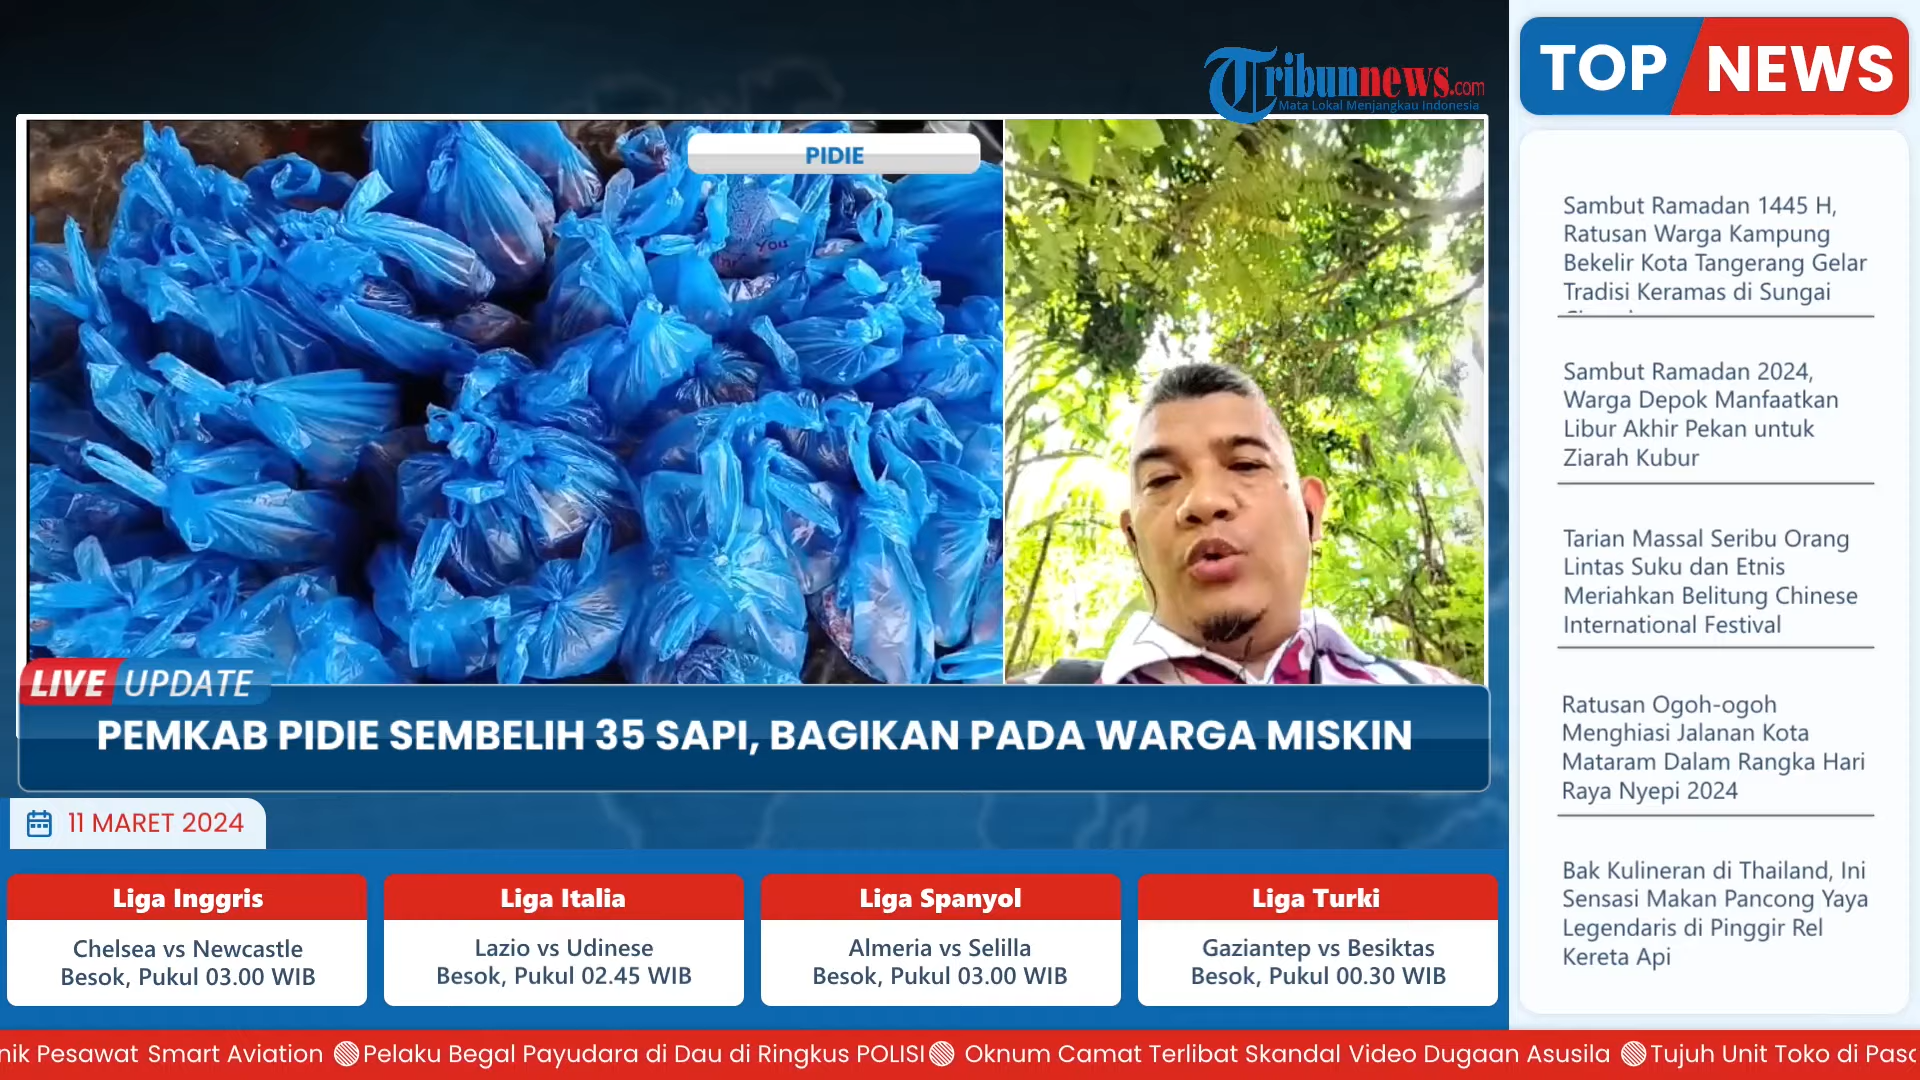 Tribunnews.com
Mata Lokal Menjangkau Indonesia
PIDIE
You
LIVE UPDATE
PEMKAB PIDIE SEMBELIH 35 SAPI, BAGIKAN PADA WARGA MISKIN
11 MARET 2024
Liga Inggris
Chelsea vs Newcastle
Besok, Pukul 03.00 WIB
Liga Italia
Lazio vs Udinese
Besok, Pukul 02.45 WIB
Liga Spanyol
Almeria vs Selilla
Besok, Pukul 03.00 WIB
Liga Turki
Gaziantep vs Besiktas
Besok, Pukul 00.30 WIB
TOP NEWS
Sambut Ramadan 1445 H,
Ratusan Warga Kampung
Bekelir Kota Tangerang Gelar
Tradisi Keramas di Sungai
Sambut Ramadan 2024,
Warga Depok Manfaatkan
Libur Akhir Pekan untuk
Ziarah Kubur
Tarian Massal Seribu Orang
Lintas Suku dan Etnis
Meriahkan Belitung Chinese
International Festival
Ratusan Ogoh-ogoh
Menghiasi Jalanan Kota
Mataram Dalam Rangka Hari
Raya Nyepi 2024
Bak Kulineran di Thailand, Ini
Sensasi Makan Pancong Yaya
Legendaris di Pinggir Rel
Kereta Api
nik Pesawat Smart Aviation Pelaku Begal Payudara di Dau di Ringkus POLISI Oknum Camat Terlibat Skandal Video Dugaan Asusila Tujuh Unit Toko di Pasa